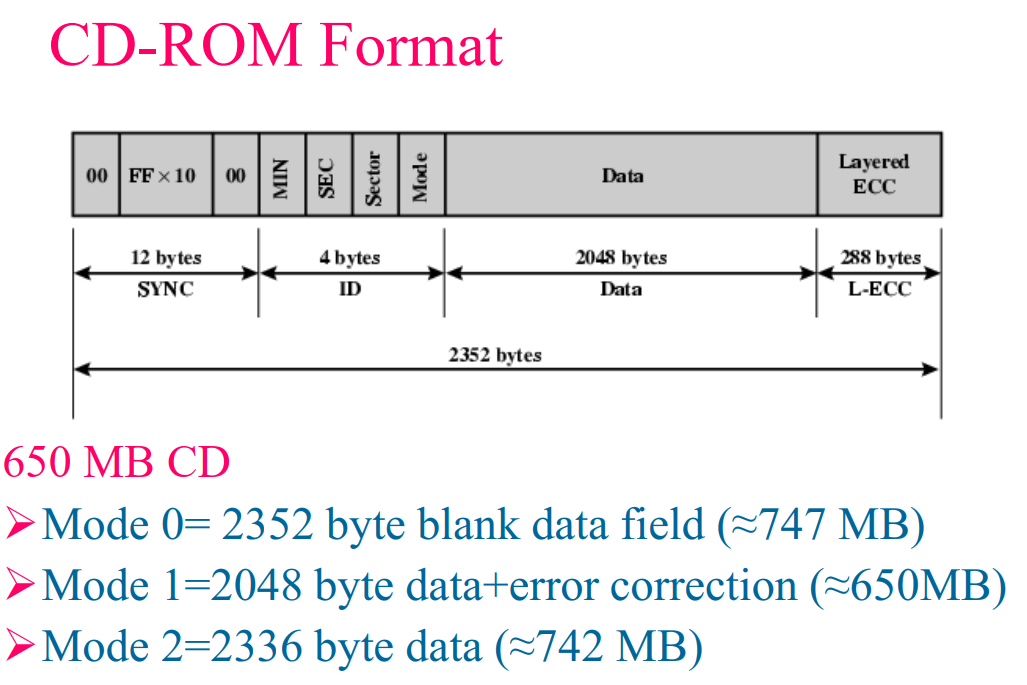 CD-ROM Format
00 FF × 10 00 MIN SEC Sector Mode Data Layered ECC
12 bytes 4 bytes 2048 bytes 288 bytes
SYNC ID Data L-ECC
2352 bytes
650 MB CD
➢Mode 0= 2352 byte blank data field (≈747 MB)
➢Mode 1=2048 byte data+error correction (≈650MB)
➢Mode 2=2336 byte data (≈742 MB)